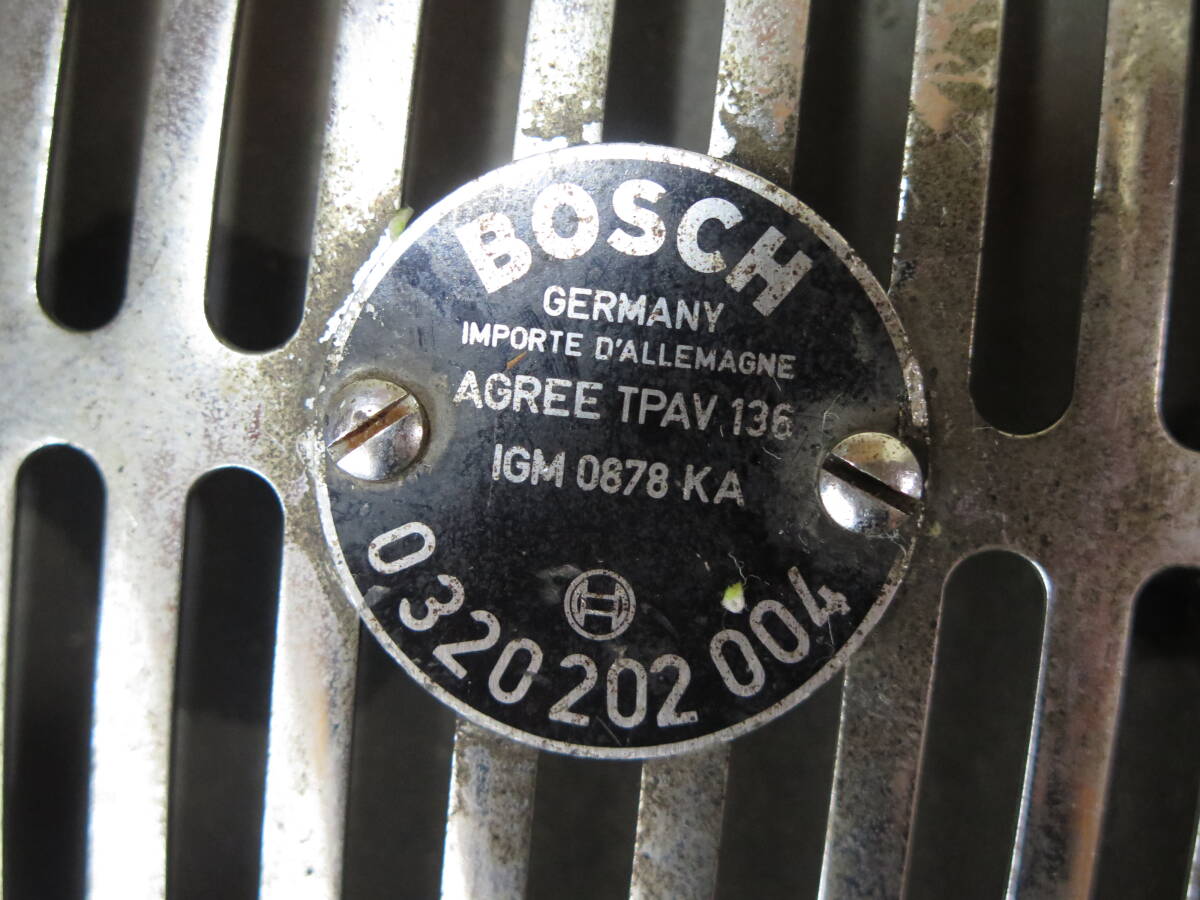 BOSCH
GERMANY
IMPORTE D'ALLEMAGNE
AGREE TPAV 136
IGM 0878 KA
0320 202 004